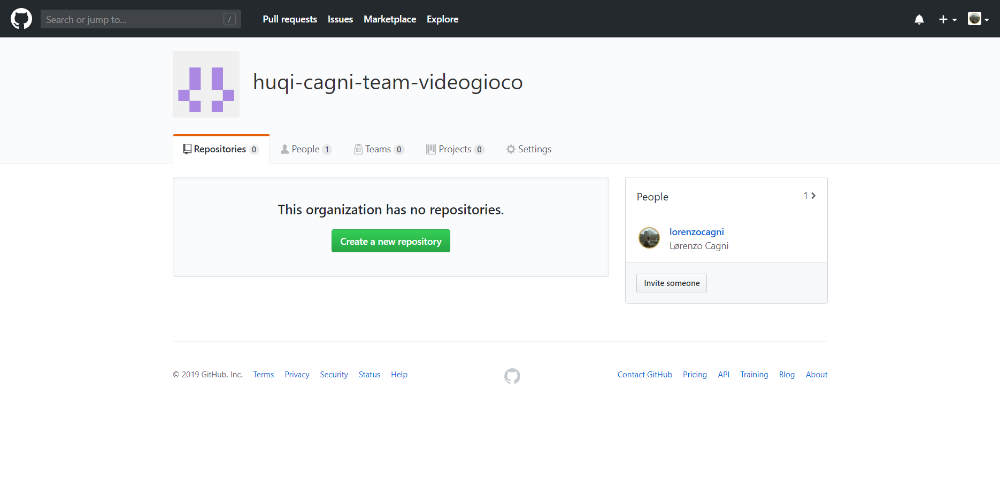 Search or jump to... /
Pull requests Issues Marketplace Explore
huqi-cagni-team-videogioco
Repositories 0 People 1 Teams 0 Projects 0 Settings
This organization has no repositories.
Create a new repository
People 1
lorenzocagni
Lørenzo Cagni
Invite someone
© 2019 GitHub, Inc. Terms Privacy Security Status Help Contact GitHub Pricing API Training Blog About